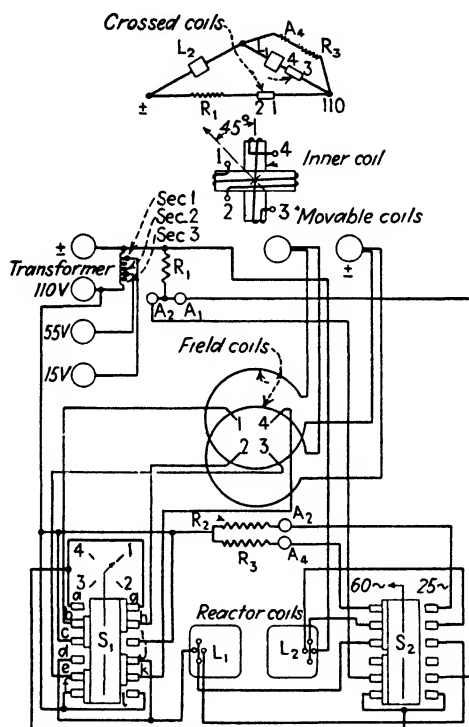 Crossed coils
A4
L2
L1
R3
4 3
±
R1
2 1
110
45°
1
4
Inner coil
2
3
Movable coils
Sec 1
Sec 2
Sec 3
±
±
Transformer
R1
110V
A2 A1
55V
Field coils
15V
1 4
2 3
R2
A2
R3
A4
4 1
3 2
60~
25~
a g
S1
c
d
e k
f l
Reactor coils
L1
L2
S2